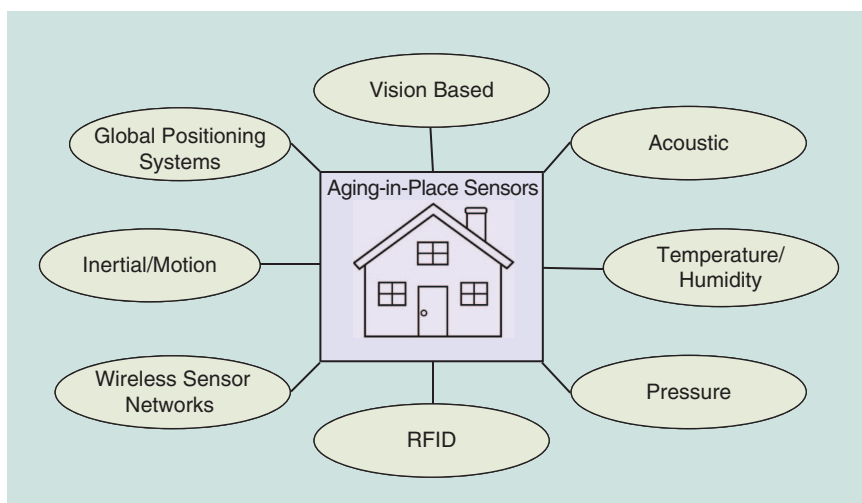 Vision Based
Global Positioning
Systems
Acoustic
Aging-in-Place Sensors
Inertial/Motion
Temperature/
Humidity
Wireless Sensor
Networks
Pressure
RFID